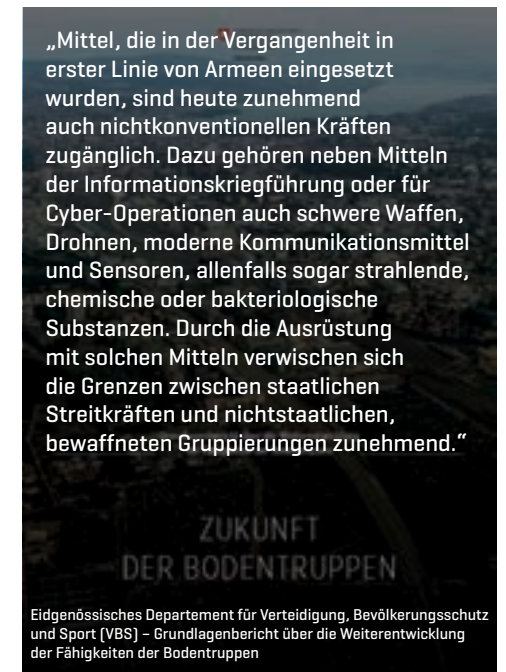 „Mittel, die in der Vergangenheit in
erster Linie von Armeen eingesetzt
wurden, sind heute zunehmend
auch nichtkonventionellen Kräften
zugänglich. Dazu gehören neben Mitteln
der Informationskriegführung oder für
Cyber-Operationen auch schwere Waffen,
Drohnen, moderne Kommunikationsmittel
und Sensoren, allenfalls sogar strahlende,
chemische oder bakteriologische
Substanzen. Durch die Ausrüstung
mit solchen Mitteln verwischen sich
die Grenzen zwischen staatlichen
Streitkräften und nichtstaatlichen,
bewaffneten Gruppierungen zunehmend.“
ZUKUNFT
DER BODENTRUPPEN
Eidgenössisches Departement für Verteidigung, Bevölkerungsschutz
und Sport (VBS) – Grundlagenbericht über die Weiterentwicklung
der Fähigkeiten der Bodentruppen